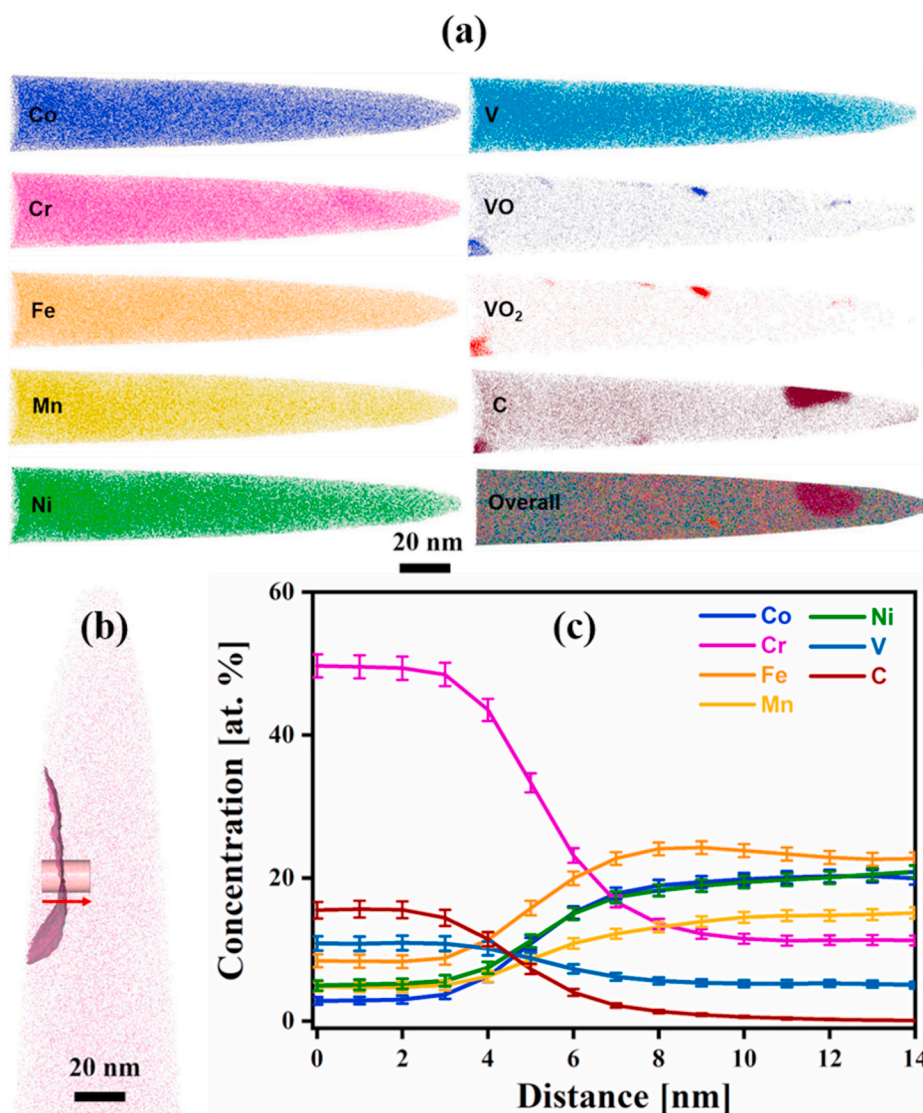 (a)
Co
V
Cr
VO
Fe
VO₂
Mn
C
Ni
Overall
20 nm
(b)
20 nm
(c)
Co
Ni
Cr
V
Fe
C
Mn
Concentration [at. %]
60
40
20
0
0 2 4 6 8 10 12 14
Distance [nm]